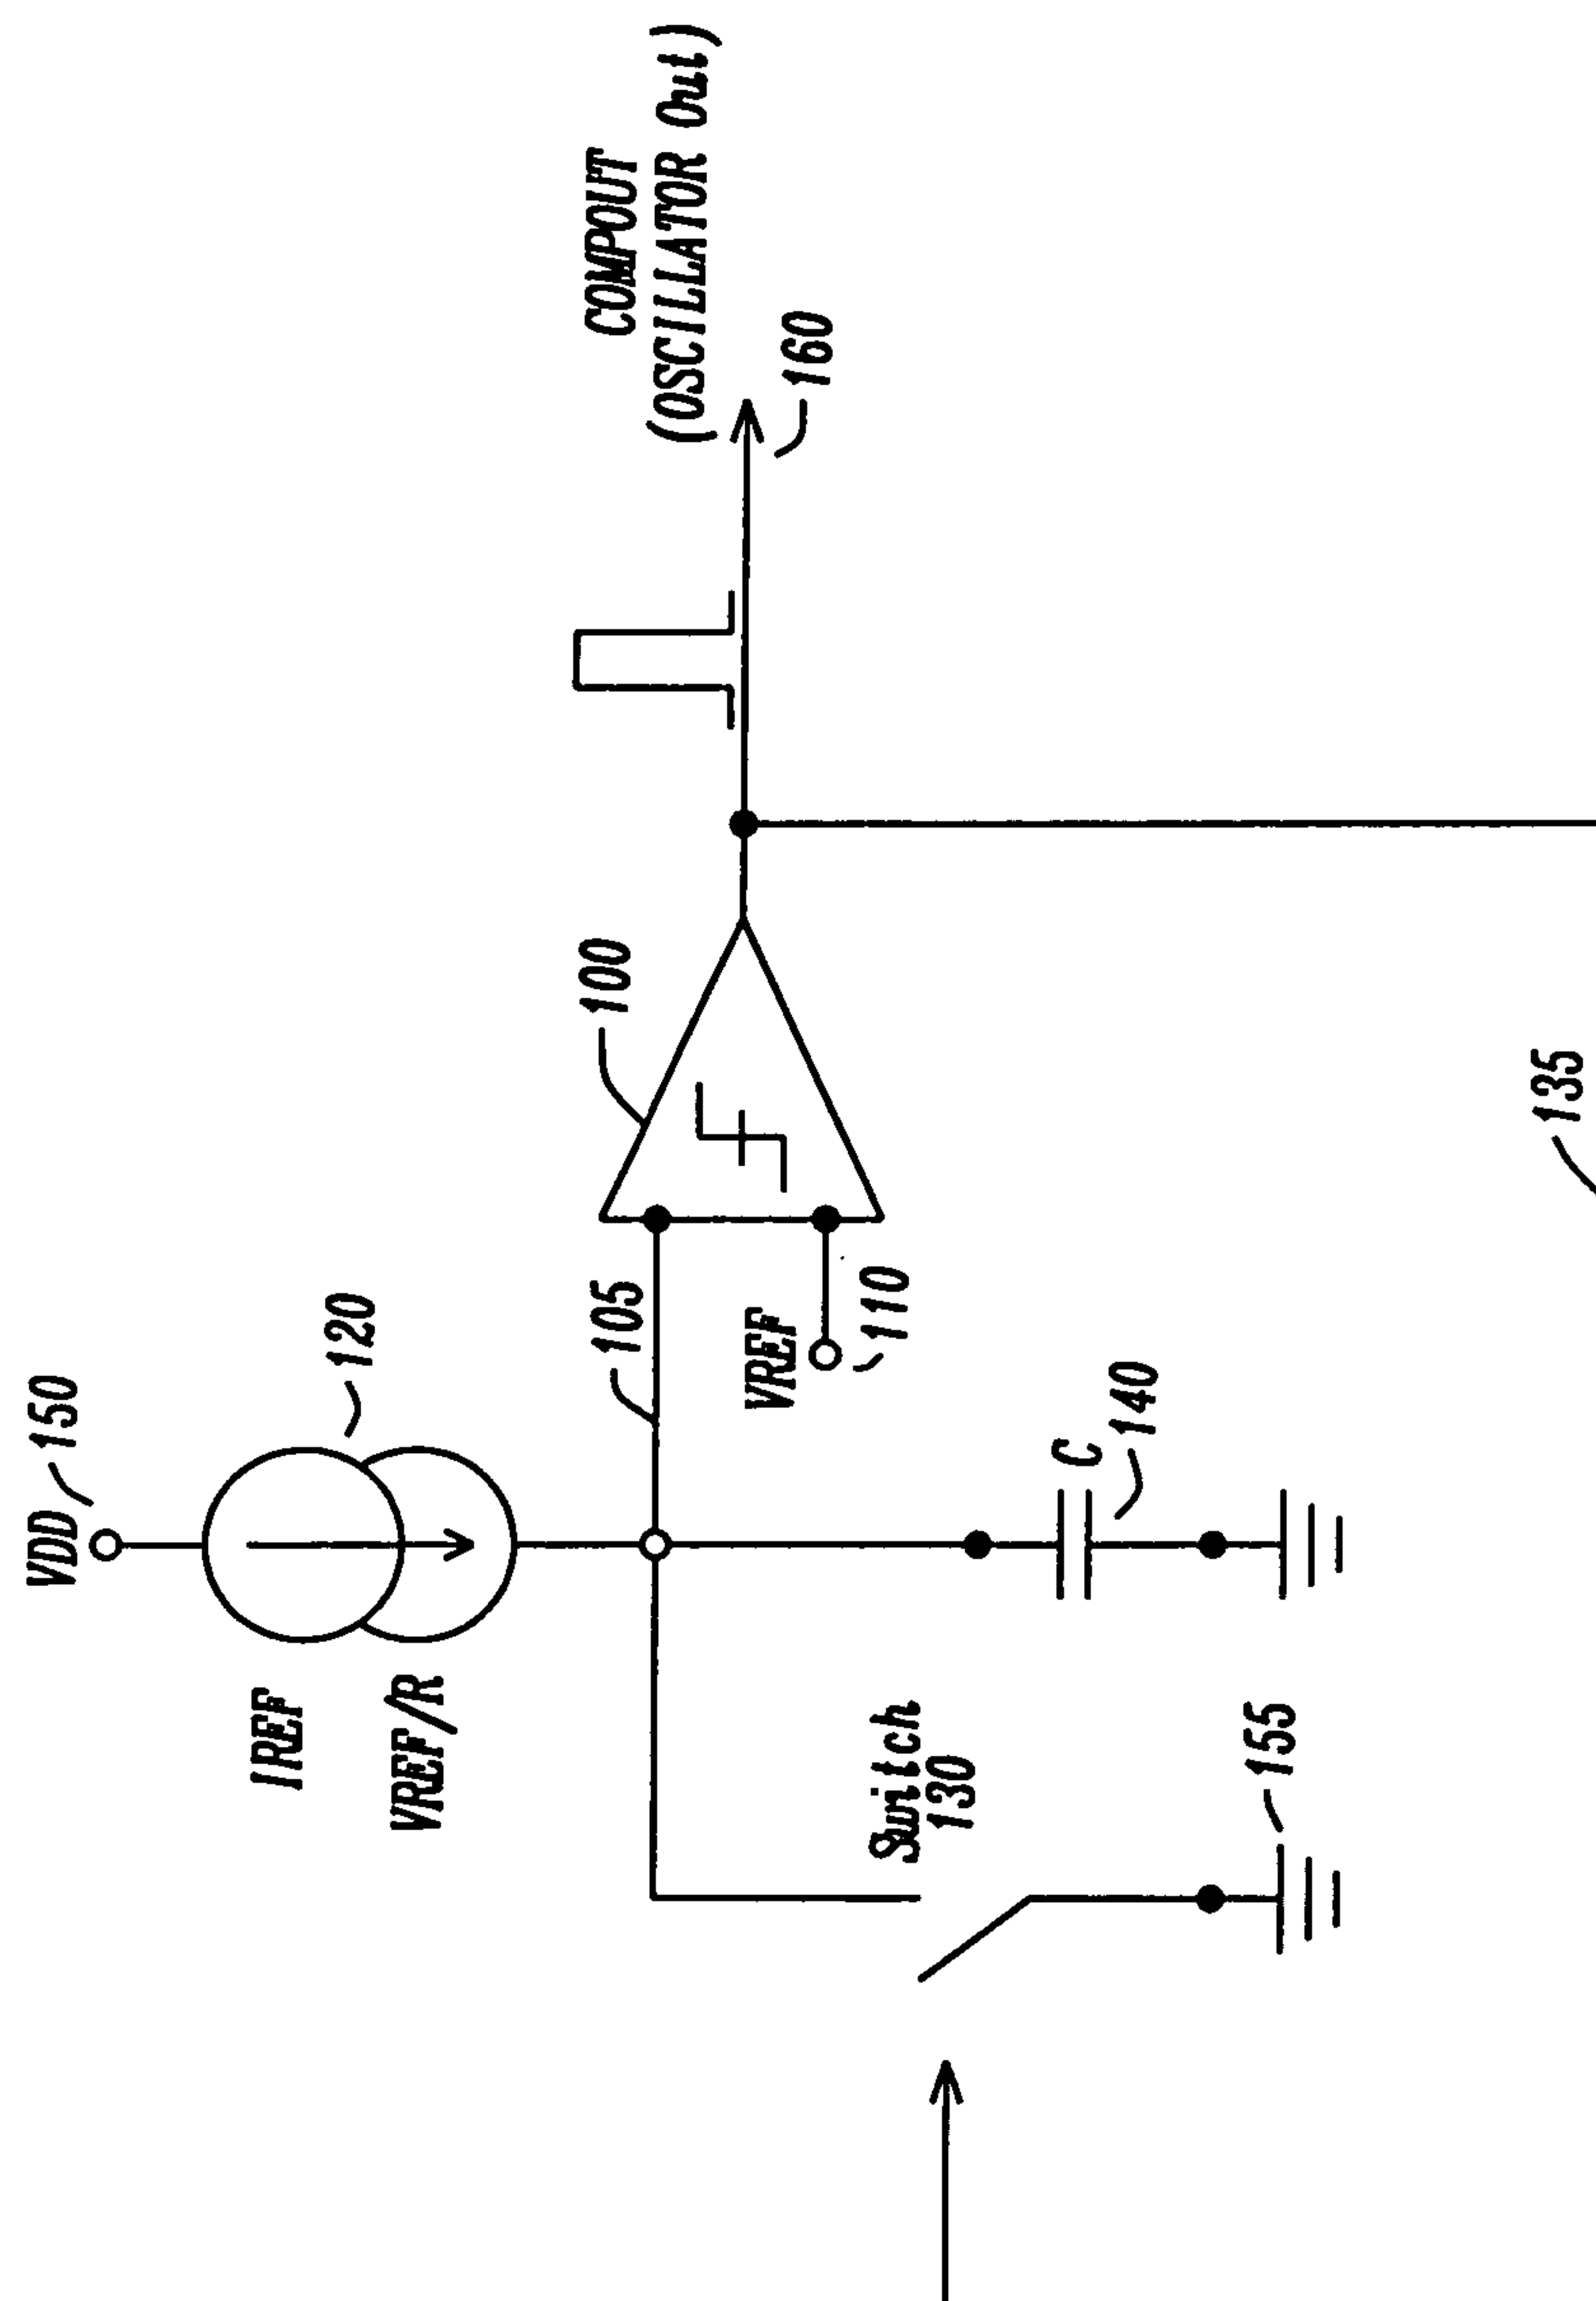 VDD
150
IREF
VREF/R
120
105
100
COMPOUT
(OSCILLATOR Out)
160
VREF
110
Switch
130
C
140
155
135